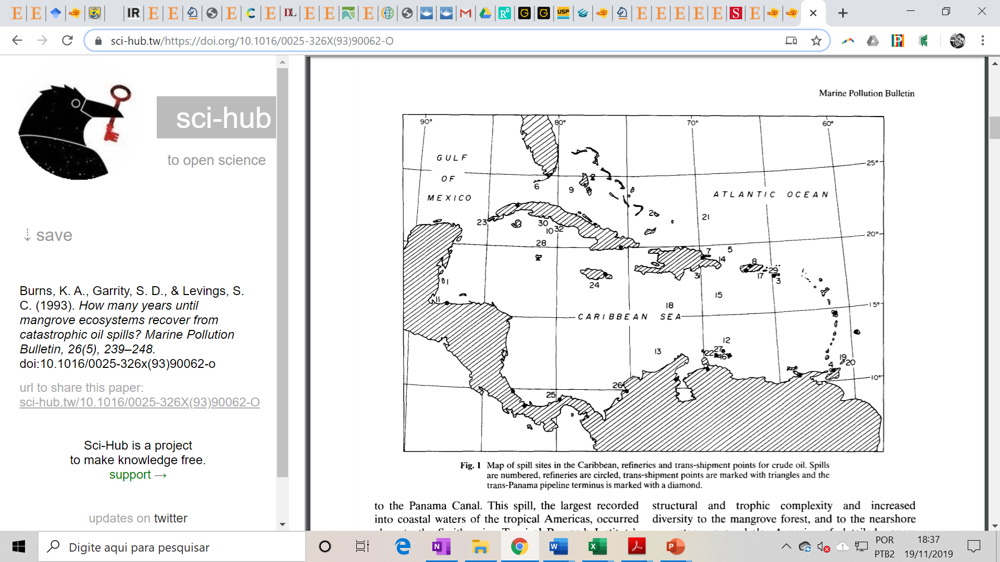 IR
DL
USP
sci-hub.tw/https://doi.org/10.1016/0025-326X(93)90062-O
sci-hub
to open science
⇣ save
Burns, K. A., Garrity, S. D., & Levings, S.
C. (1993). How many years until
mangrove ecosystems recover from
catastrophic oil spills? Marine Pollution
Bulletin, 26(5), 239–248.
doi:10.1016/0025-326x(93)90062-o
url to share this paper:
sci-hub.tw/10.1016/0025-326X(93)90062-O
Sci-Hub is a project
to make knowledge free.
support →
updates on twitter
Marine Pollution Bulletin
90° 80° 70° 60°
GULF
OF
MEXICO
ATLANTIC OCEAN
25°
6
9
2
21
23
30
10 32
28
20°
7
5
14
8
29
17
3
31
24
1
11
15
18
15°
CARIBBEAN SEA
12
13
27
22
16
19
4
20
10°
26
25
Fig. 1 Map of spill sites in the Caribbean, refineries and trans-shipment points for crude oil. Spills
are numbered, refineries are circled, trans-shipment points are marked with triangles and the
trans-Panama pipeline terminus is marked with a diamond.
to the Panama Canal. This spill, the largest recorded
into coastal waters of the tropical Americas, occurred
structural and trophic complexity and increased
diversity to the mangrove forest, and to the nearshore
Digite aqui para pesquisar
POR
PTB2
18:37
19/11/2019